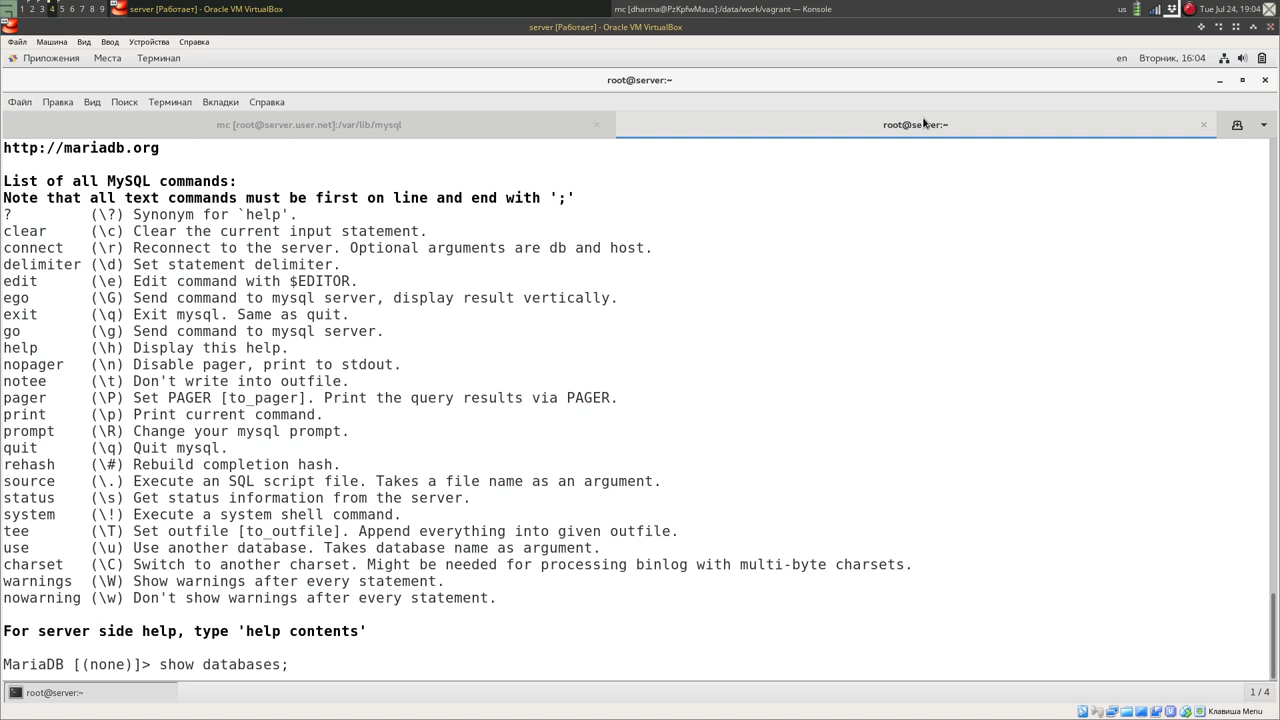 1 2 3 4 5 6 7 8 9
server [Работает] - Oracle VM VirtualBox
mc [dharma@PzKpfwMaus]:/data/work/vagrant — Konsole
us
Tue Jul 24, 19:04
server [Работает] - Oracle VM VirtualBox
Файл Машина Вид Ввод Устройства Справка
Приложения Места Терминал
en Вторник, 16:04
root@server:~
Файл Правка Вид Поиск Терминал Вкладки Справка
mc [root@server.user.net]:/var/lib/mysql
root@server:~
http://mariadb.org
List of all MySQL commands:
Note that all text commands must be first on line and end with ';'
? (\?) Synonym for `help'.
clear (\c) Clear the current input statement.
connect (\r) Reconnect to the server. Optional arguments are db and host.
delimiter (\d) Set statement delimiter.
edit (\e) Edit command with $EDITOR.
ego (\G) Send command to mysql server, display result vertically.
exit (\q) Exit mysql. Same as quit.
go (\g) Send command to mysql server.
help (\h) Display this help.
nopager (\n) Disable pager, print to stdout.
notee (\t) Don't write into outfile.
pager (\P) Set PAGER [to_pager]. Print the query results via PAGER.
print (\p) Print current command.
prompt (\R) Change your mysql prompt.
quit (\q) Quit mysql.
rehash (\#) Rebuild completion hash.
source (\.) Execute an SQL script file. Takes a file name as an argument.
status (\s) Get status information from the server.
system (\!) Execute a system shell command.
tee (\T) Set outfile [to_outfile]. Append everything into given outfile.
use (\u) Use another database. Takes database name as argument.
charset (\C) Switch to another charset. Might be needed for processing binlog with multi-byte charsets.
warnings (\W) Show warnings after every statement.
nowarning (\w) Don't show warnings after every statement.
For server side help, type 'help contents'
MariaDB [(none)]> show databases;
root@server:~
1 / 4
Клавиша Menu